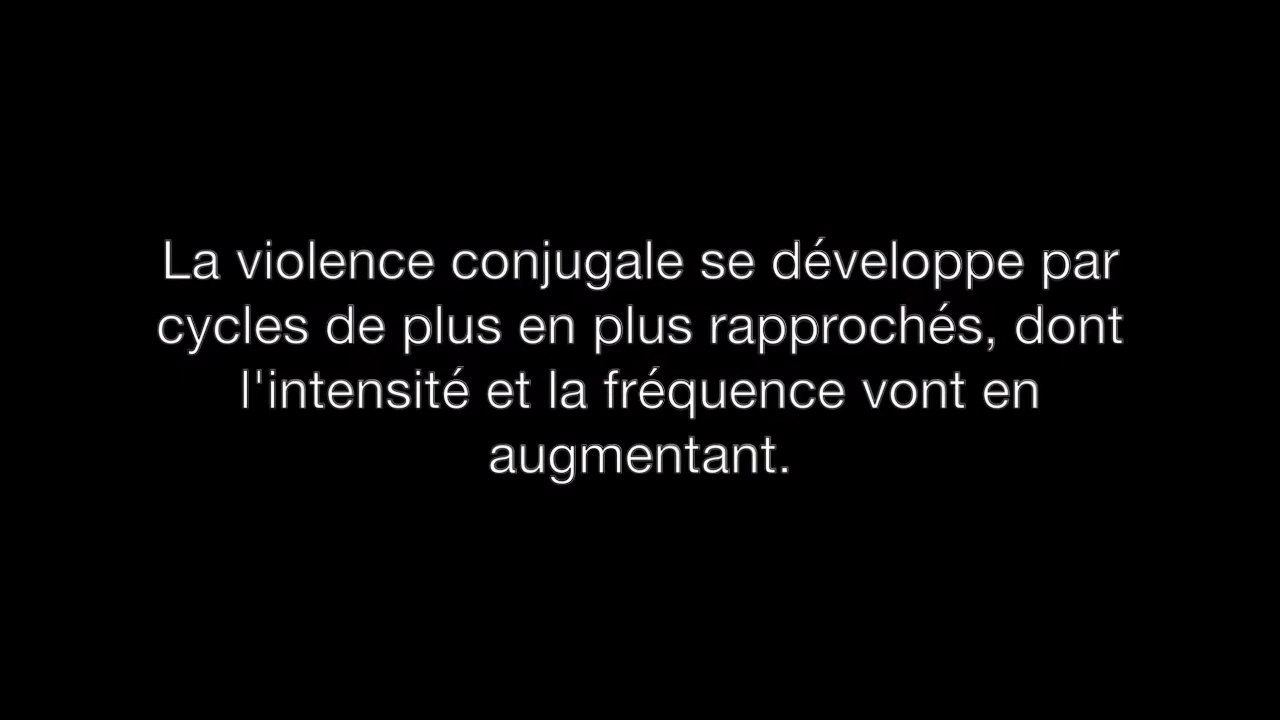 La violence conjugale se développe par
cycles de plus en plus rapprochés, dont
l'intensité et la fréquence vont en
augmentant.